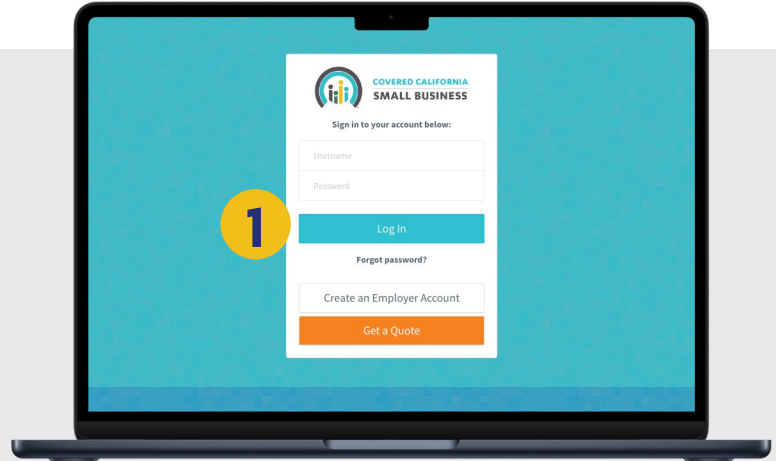 COVERED CALIFORNIA
SMALL BUSINESS
Sign in to your account below:
Username
Password
1
Log In
Forgot password?
Create an Employer Account
Get a Quote